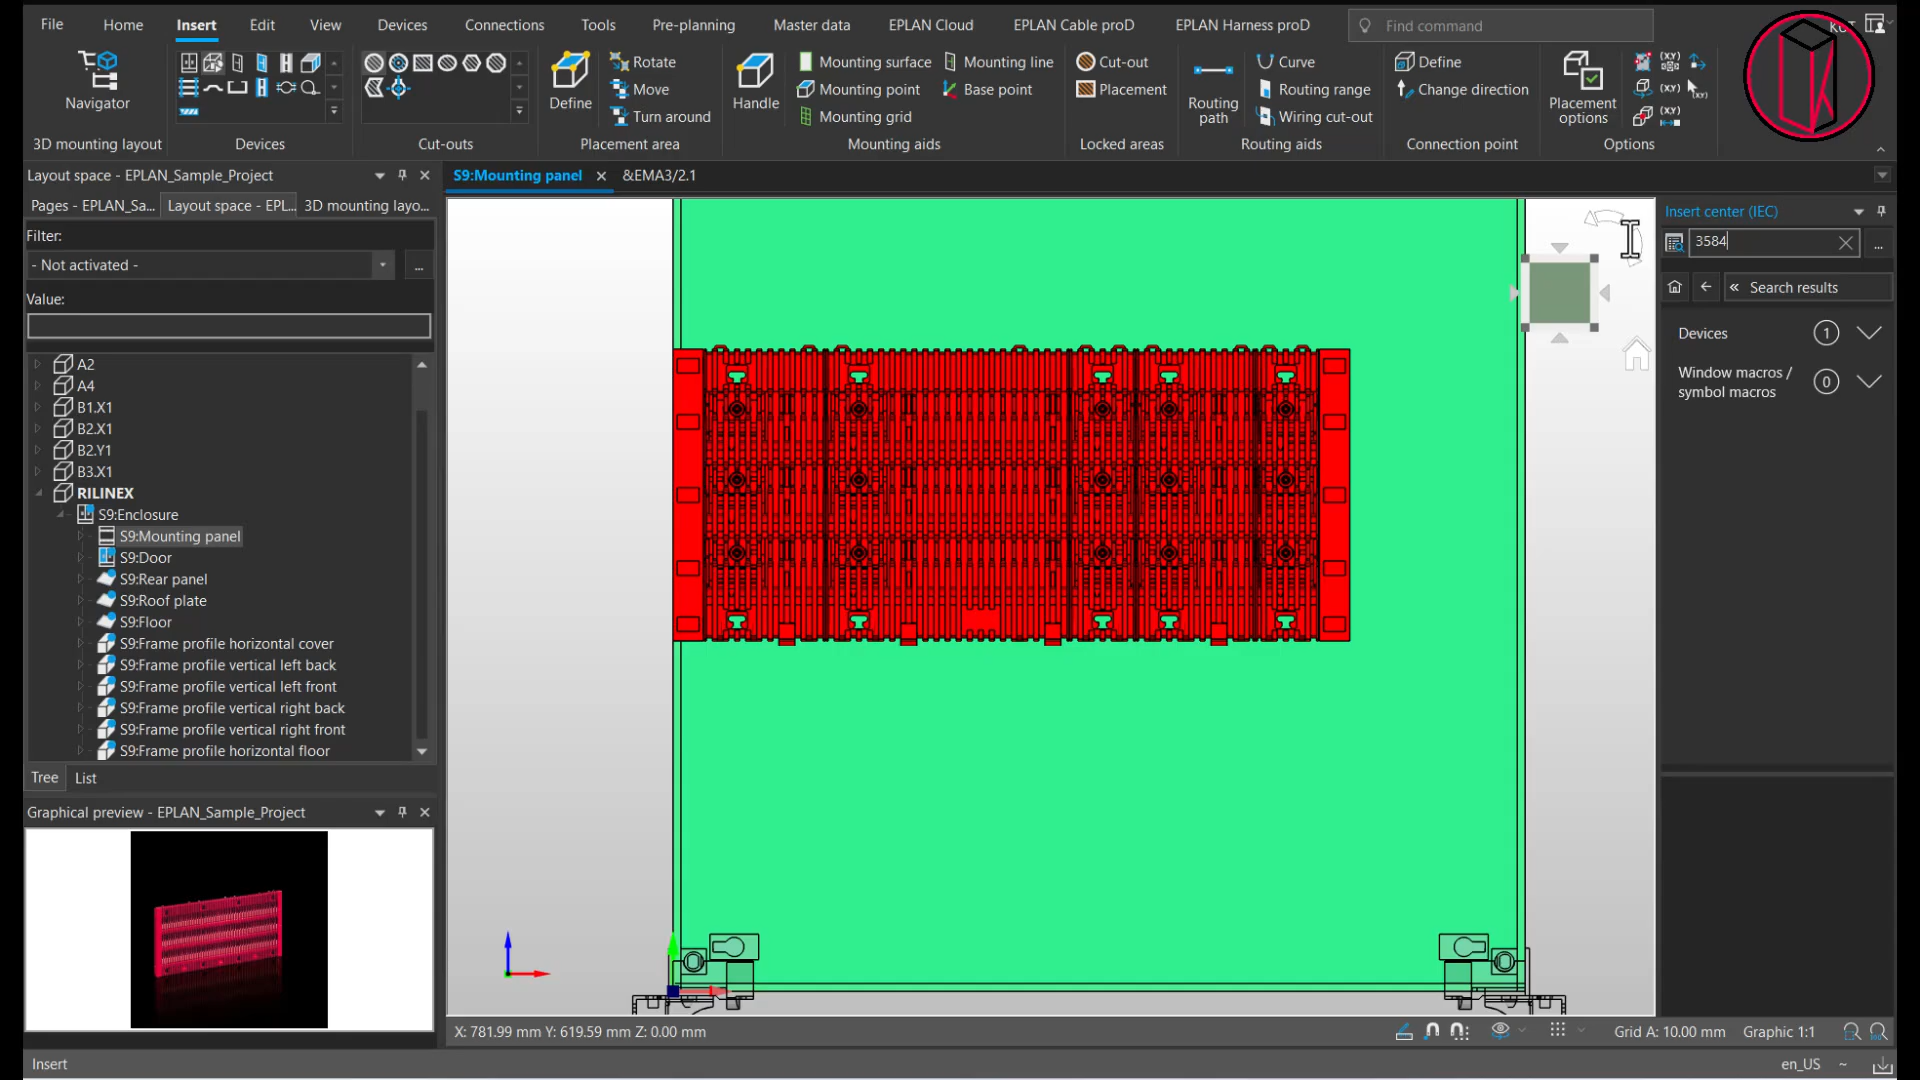 File
Home
Insert
Edit
View
Devices
Connections
Tools
Pre-planning
Master data
EPLAN Cloud
EPLAN Cable proD
EPLAN Harness proD
Find command
Navigator
3D mounting layout
Devices
Cut-outs
Define
Rotate
Move
Turn around
Placement area
Handle
Mounting surface
Mounting point
Mounting grid
Mounting line
Base point
Mounting aids
Cut-out
Placement
Locked areas
Routing
path
Curve
Routing range
Wiring cut-out
Routing aids
Define
Change direction
Connection point
Placement
options
(XY)
(XY)
(XY)
(XY)
Options
Layout space - EPLAN_Sample_Project
Pages - EPLAN_Sa...
Layout space - EPL...
3D mounting layo...
Filter:
- Not activated -
...
Value:
A2
A4
B1.X1
B2.X1
B2.Y1
B3.X1
RILINEX
S9:Enclosure
S9:Mounting panel
S9:Door
S9:Rear panel
S9:Roof plate
S9:Floor
S9:Frame profile horizontal cover
S9:Frame profile vertical left back
S9:Frame profile vertical left front
S9:Frame profile vertical right back
S9:Frame profile vertical right front
S9:Frame profile horizontal floor
Tree
List
Graphical preview - EPLAN_Sample_Project
S9:Mounting panel
&EMA3/2.1
X: 781.99 mm Y: 619.59 mm Z: 0.00 mm
Grid A: 10.00 mm
Graphic 1:1
Insert center (IEC)
3584
...
« Search results
Devices
1
Window macros /
symbol macros
0
Insert
en_US
~